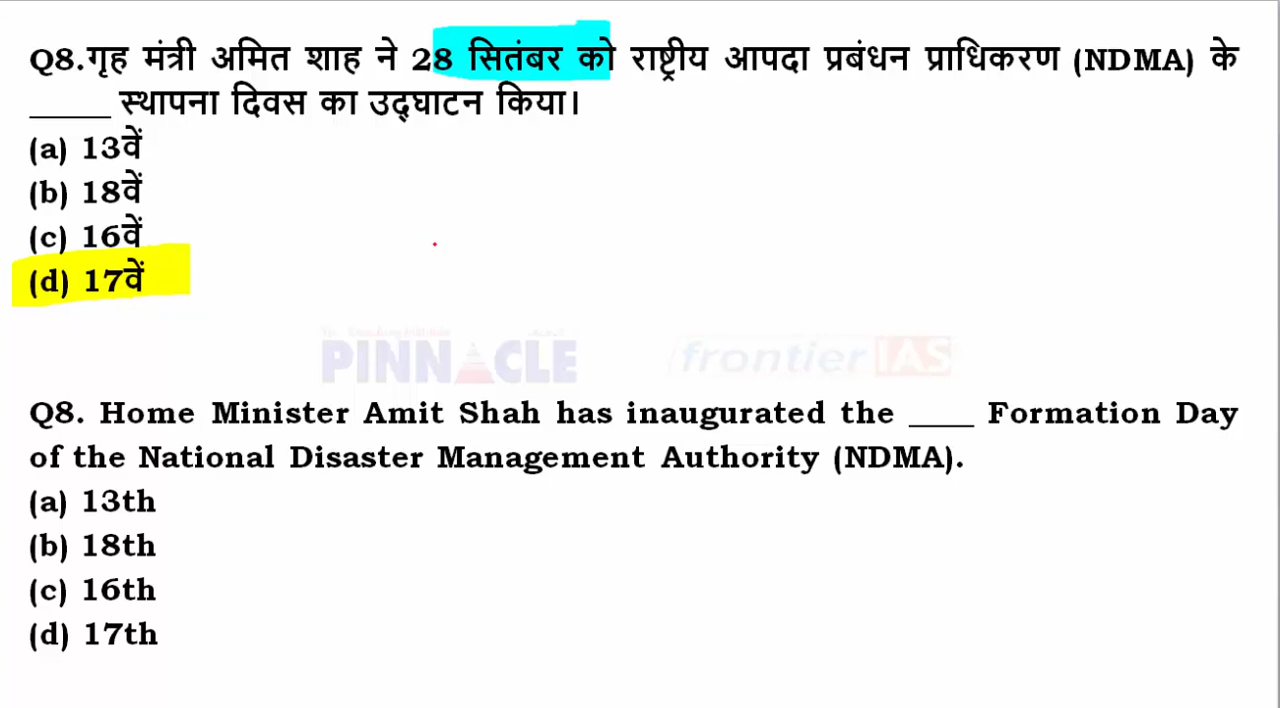 Q8.गृह मंत्री अमित शाह ने 28 सितंबर को राष्ट्रीय आपदा प्रबंधन प्राधिकरण (NDMA) के
_____ स्थापना दिवस का उद्घाटन किया।
(a) 13वें
(b) 18वें
(c) 16वें
(d) 17वें
PINNACLE frontier IAS
Q8. Home Minister Amit Shah has inaugurated the ____ Formation Day
of the National Disaster Management Authority (NDMA).
(a) 13th
(b) 18th
(c) 16th
(d) 17th